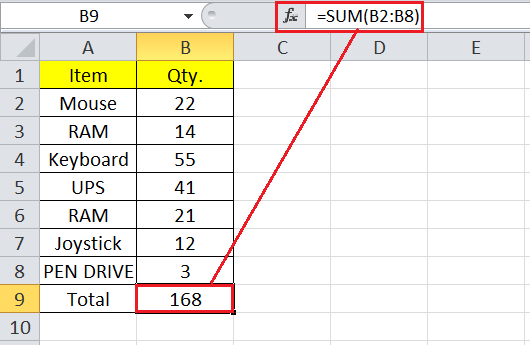 B9 fx =SUM(B2:B8)
A B C D E
1 Item Qty.
2 Mouse 22
3 RAM 14
4 Keyboard 55
5 UPS 41
6 RAM 21
7 Joystick 12
8 PEN DRIVE 3
9 Total 168
10